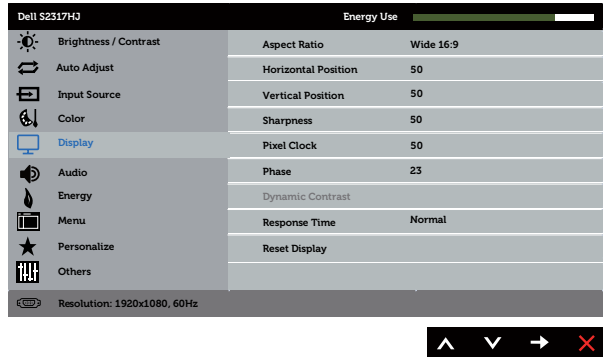 Dell S2317HJ Energy Use
Brightness / Contrast
Auto Adjust
Input Source
Color
Display
Audio
Energy
Menu
Personalize
Others
Aspect Ratio Wide 16:9
Horizontal Position 50
Vertical Position 50
Sharpness 50
Pixel Clock 50
Phase 23
Dynamic Contrast
Response Time Normal
Reset Display
Resolution: 1920x1080, 60Hz